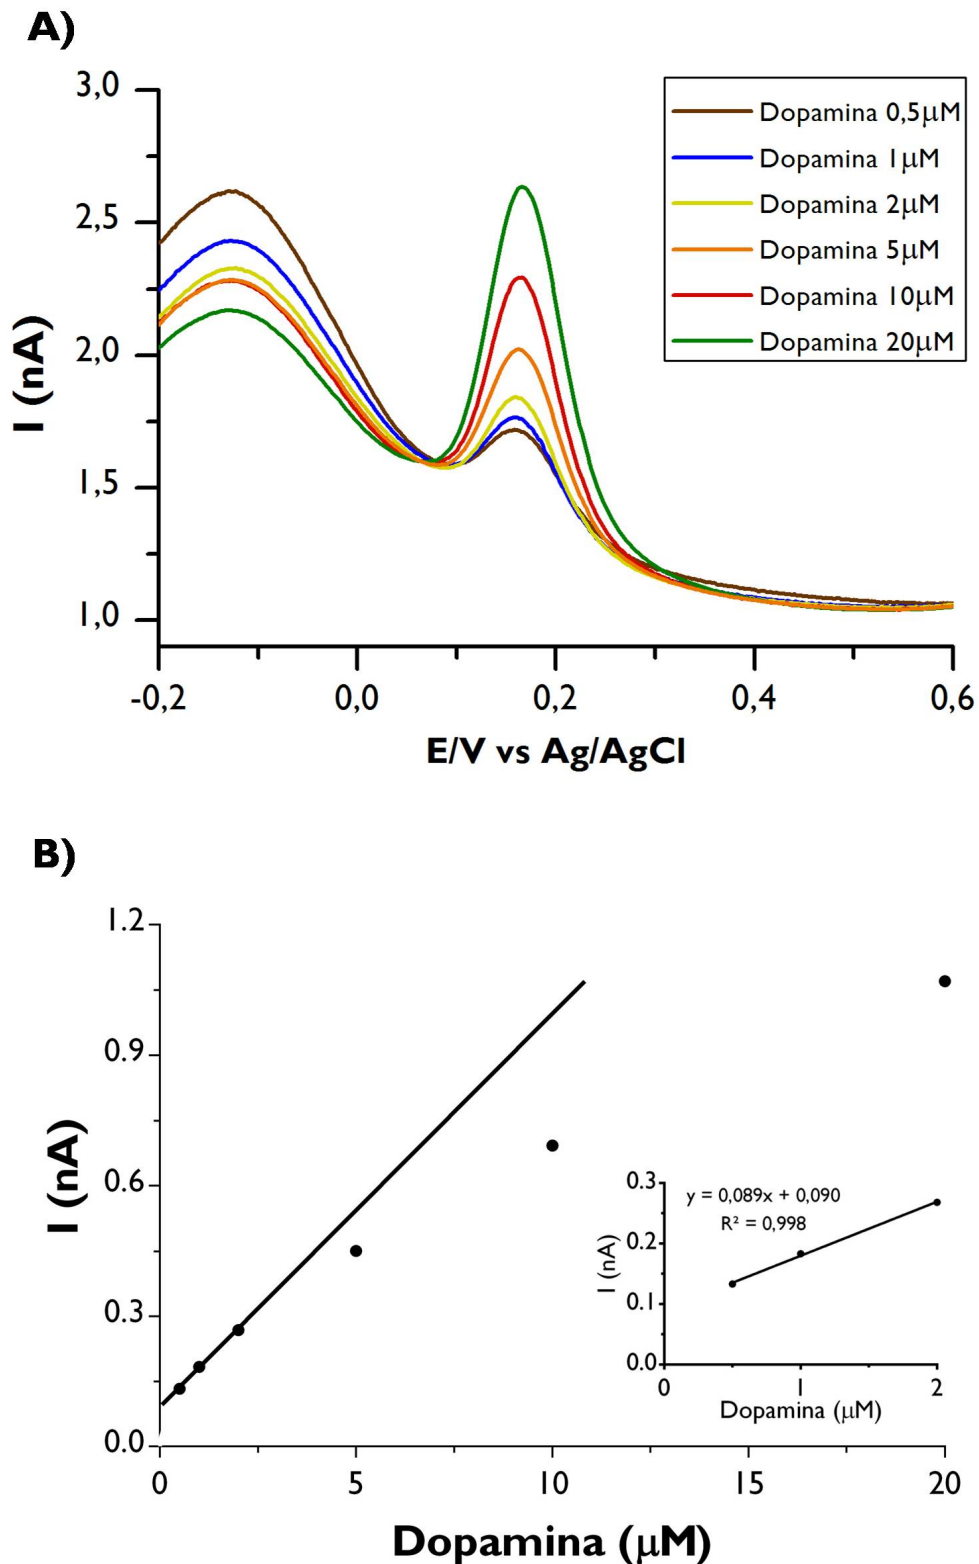 A)
3,0
2,5
2,0
1,5
1,0
I (nA)
-0,2 0,0 0,2 0,4 0,6
E/V vs Ag/AgCl
Dopamina 0,5μM
Dopamina 1μM
Dopamina 2μM
Dopamina 5μM
Dopamina 10μM
Dopamina 20μM
B)
1.2
0.9
0.6
0.3
0.0
I (nA)
0 5 10 15 20
Dopamina (μM)
y = 0,089x + 0,090
R² = 0,998
0.3
0.2
0.1
0.0
I (nA)
0 1 2
Dopamina (μM)